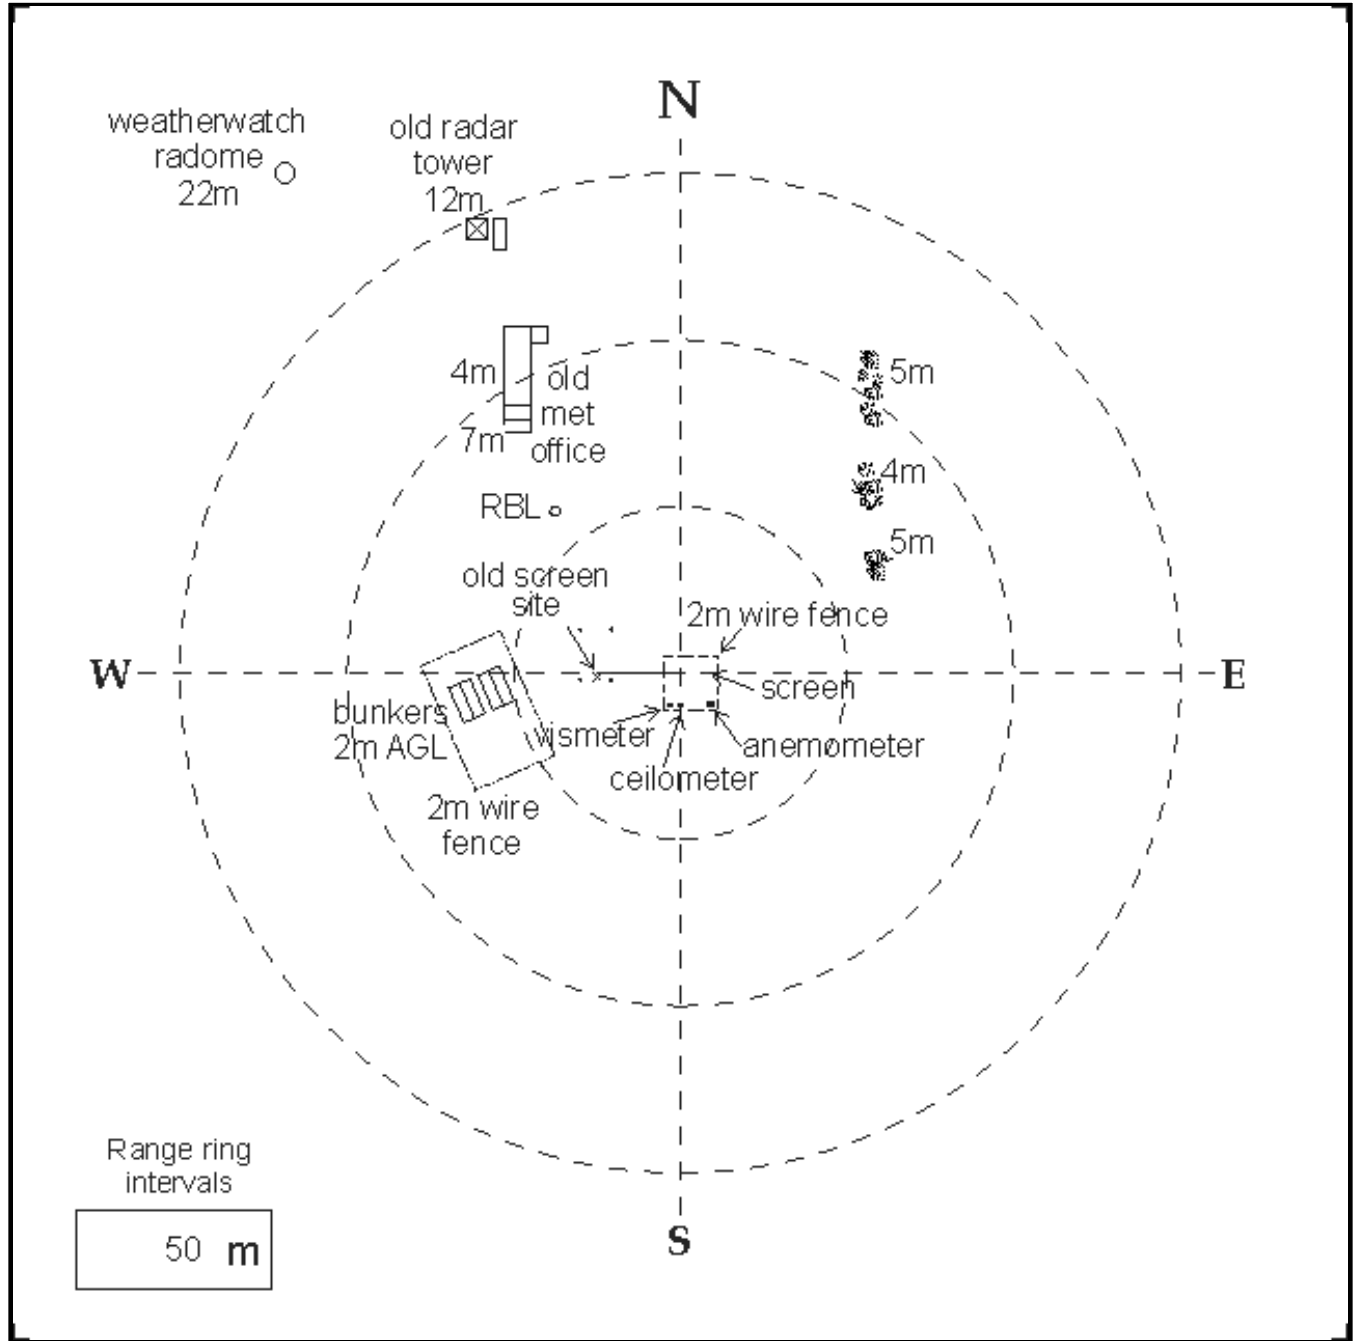 N
weatherwatch
radome
22m
old radar
tower
12m
4m
old
met
office
7m
5m
4m
5m
RBL
old screen
site
2m wire fence
W
E
screen
bunkers
2m AGL
vismeter
anemometer
ceilometer
2m wire
fence
Range ring
intervals
50 m
S